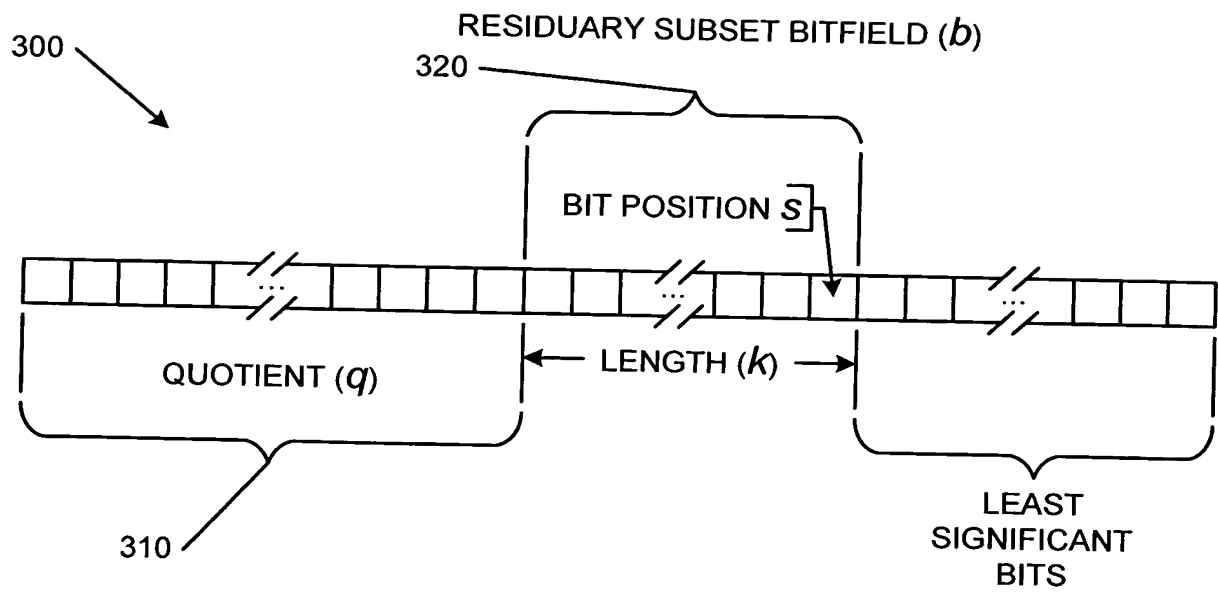 RESIDUARY SUBSET BITFIELD (b)
300
320
BIT POSITION s
... ... ...
LENGTH (k)
QUOTIENT (q)
310
LEAST
SIGNIFICANT
BITS